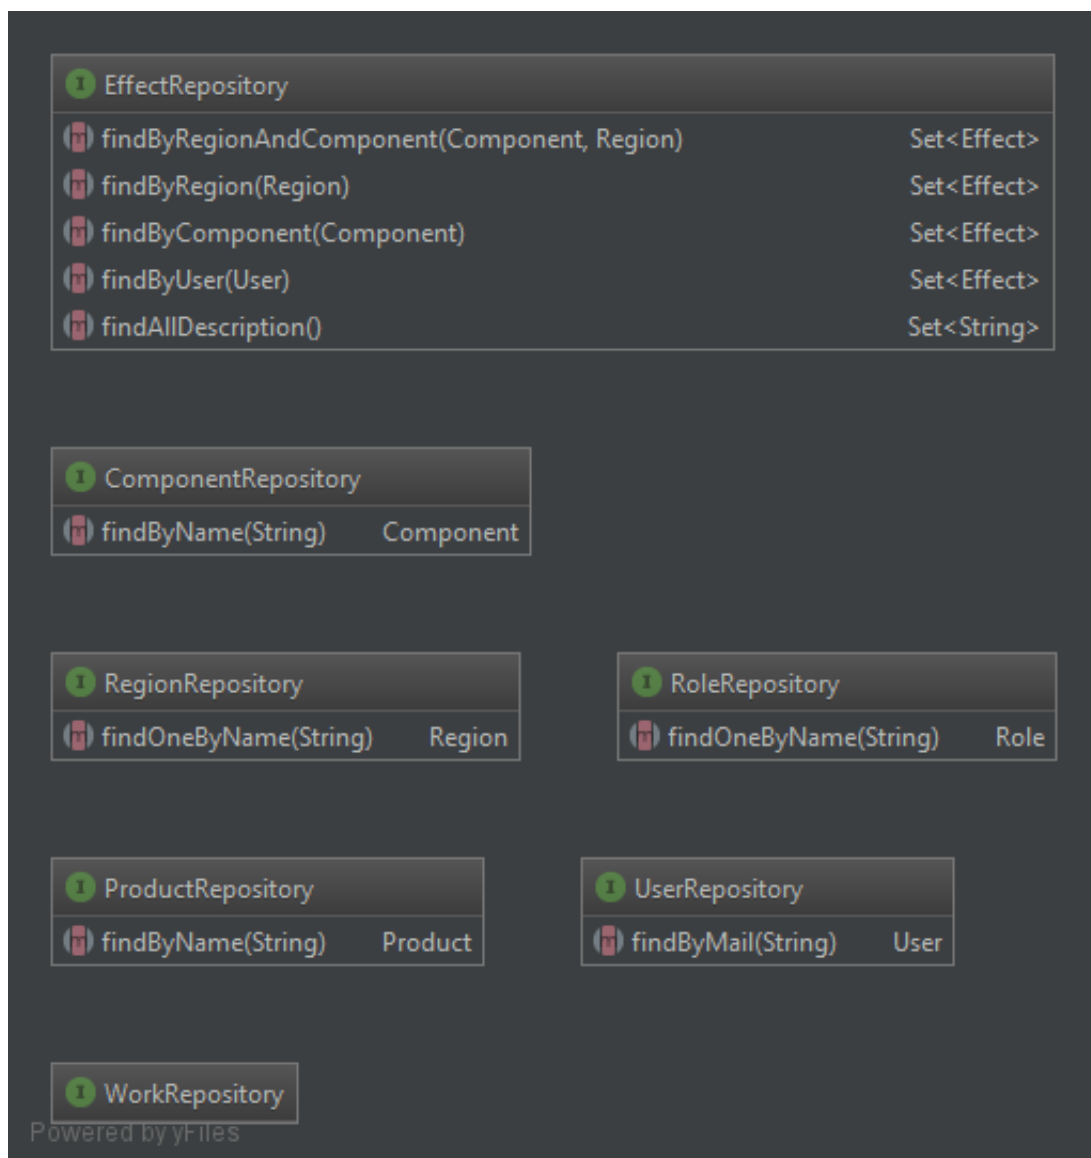 EffectRepository
findByRegionAndComponent(Component, Region) Set<Effect>
findByRegion(Region) Set<Effect>
findByComponent(Component) Set<Effect>
findByUser(User) Set<Effect>
findAllDescription() Set<String>
ComponentRepository
findByName(String) Component
RegionRepository
findOneByName(String) Region
RoleRepository
findOneByName(String) Role
ProductRepository
findByName(String) Product
UserRepository
findByMail(String) User
WorkRepository
Powered by yFiles